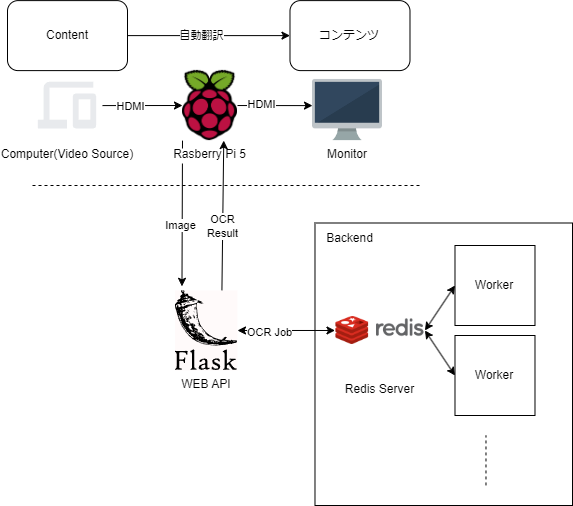 Content
自動翻訳
コンテンツ
HDMI
HDMI
Computer(Video Source)
Rasberry Pi 5
Monitor
Image
OCR
Result
Backend
Worker
OCR Job
redis
Flask
WEB API
Redis Server
Worker